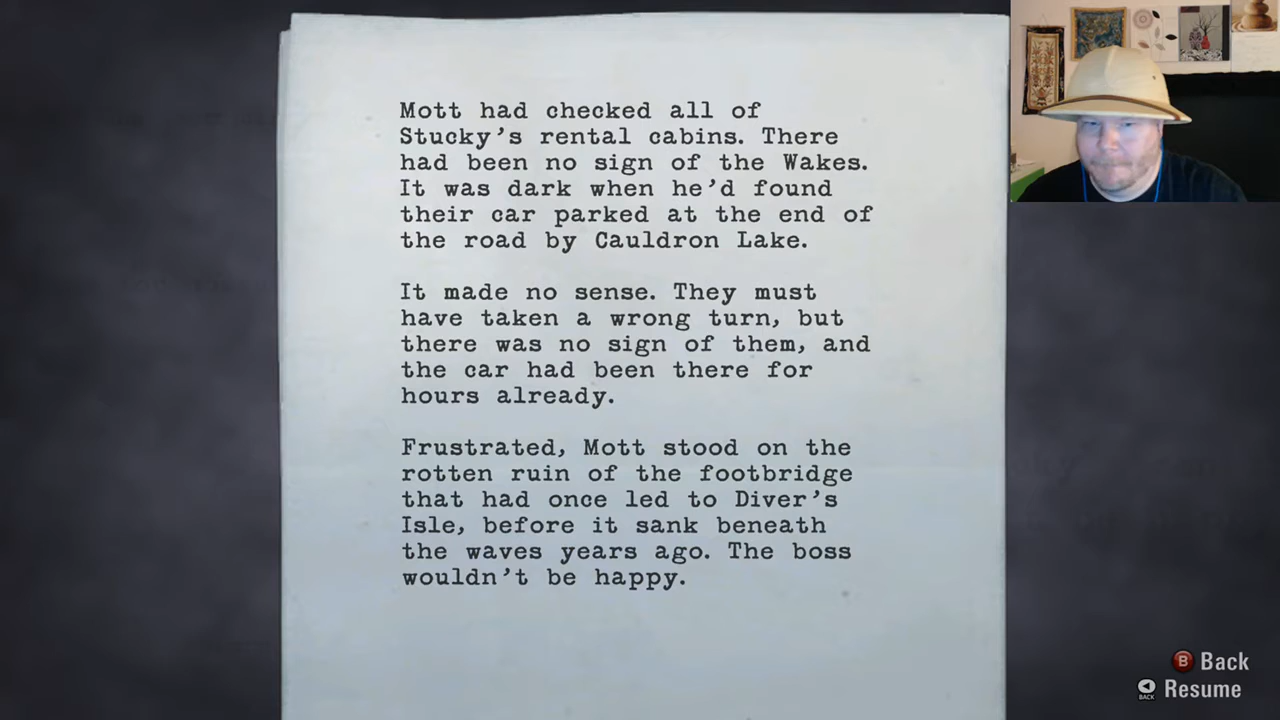 Mott had checked all of
Stucky's rental cabins. There
had been no sign of the Wakes.
It was dark when he'd found
their car parked at the end of
the road by Cauldron Lake.
It made no sense. They must
have taken a wrong turn, but
there was no sign of them, and
the car had been there for
hours already.
Frustrated, Mott stood on the
rotten ruin of the footbridge
that had once led to Diver's
Isle, before it sank beneath
the waves years ago. The boss
wouldn't be happy.
B Back
BACK Resume